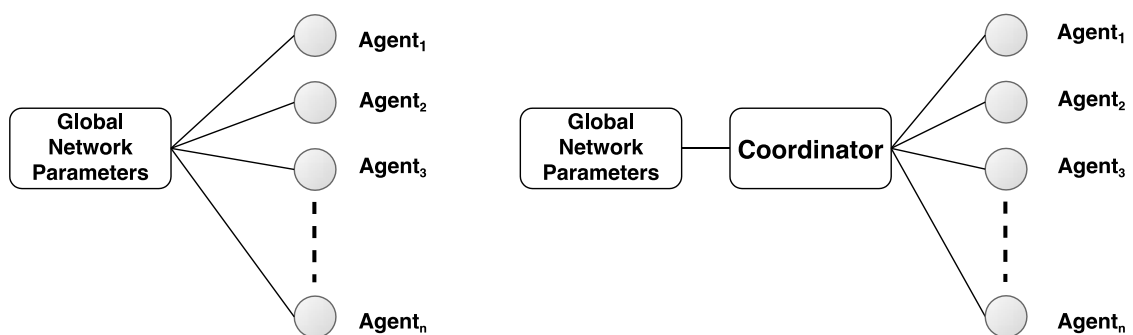 Global
Network
Parameters
Agent₁
Agent₂
Agent₃
Agentₙ
Global
Network
Parameters
Coordinator
Agent₁
Agent₂
Agent₃
Agentₙ